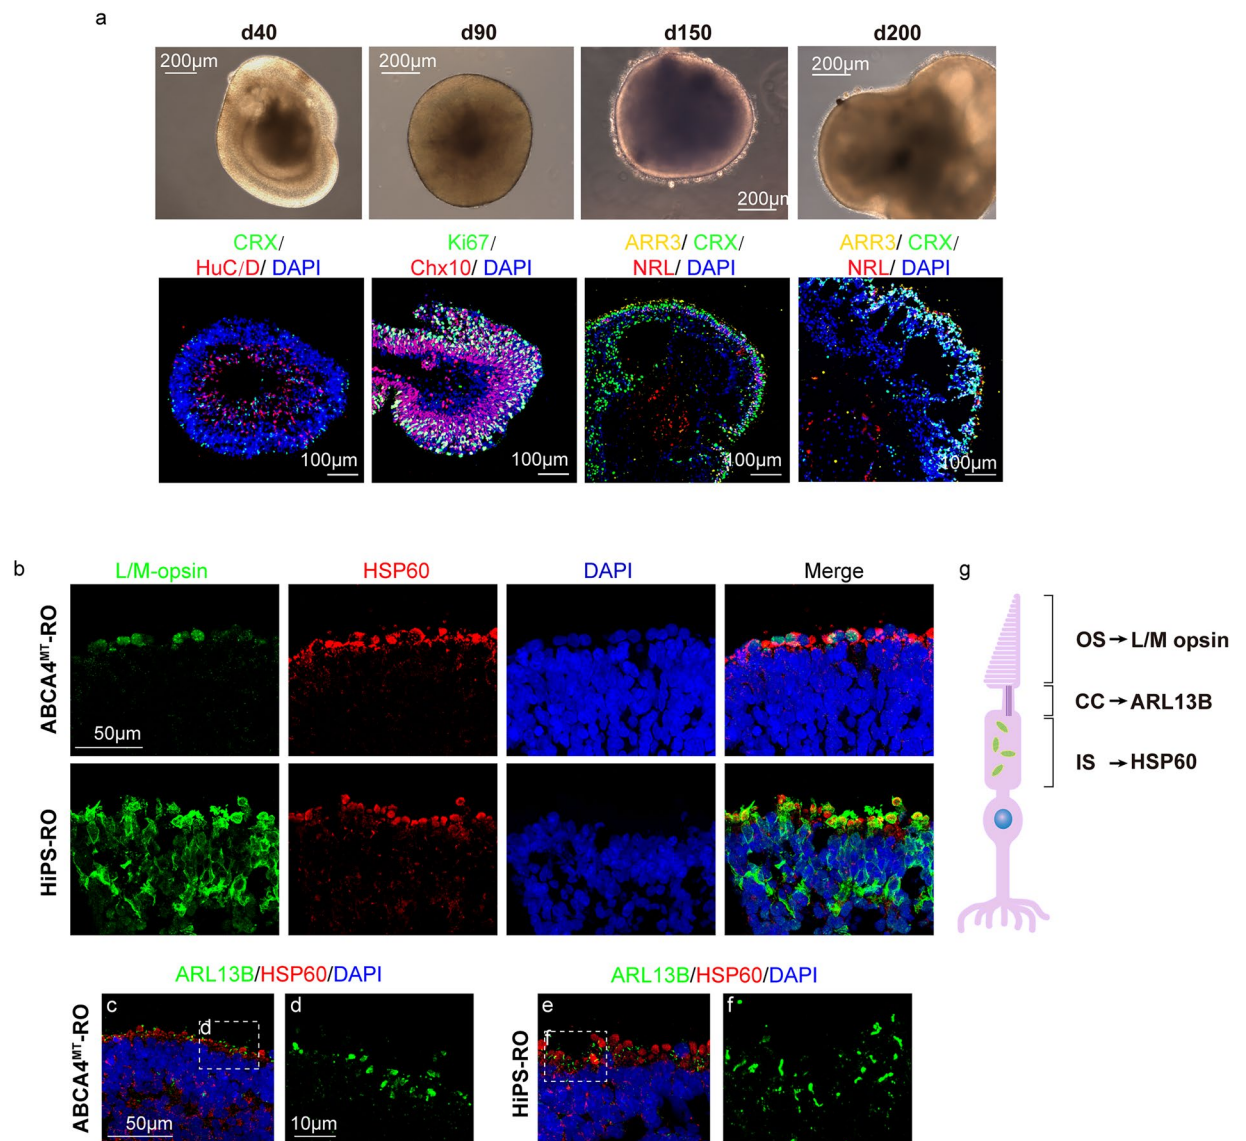 a
d40 d90 d150 d200
200µm 200µm 200µm 200µm
CRX/ Ki67/ ARR3/ CRX/ ARR3/ CRX/
HuC/D/ DAPI Chx10/ DAPI NRL/ DAPI NRL/ DAPI
100µm 100µm 100µm 100µm
b L/M-opsin HSP60 DAPI Merge g
ABCA4ᴹᵀ-RO
50µm
HiPS-RO
OS→L/M opsin
CC→ARL13B
IS →HSP60
ARL13B/HSP60/DAPI ARL13B/HSP60/DAPI
ABCA4ᴹᵀ-RO
c d d
50µm 10µm
HiPS-RO
e f f